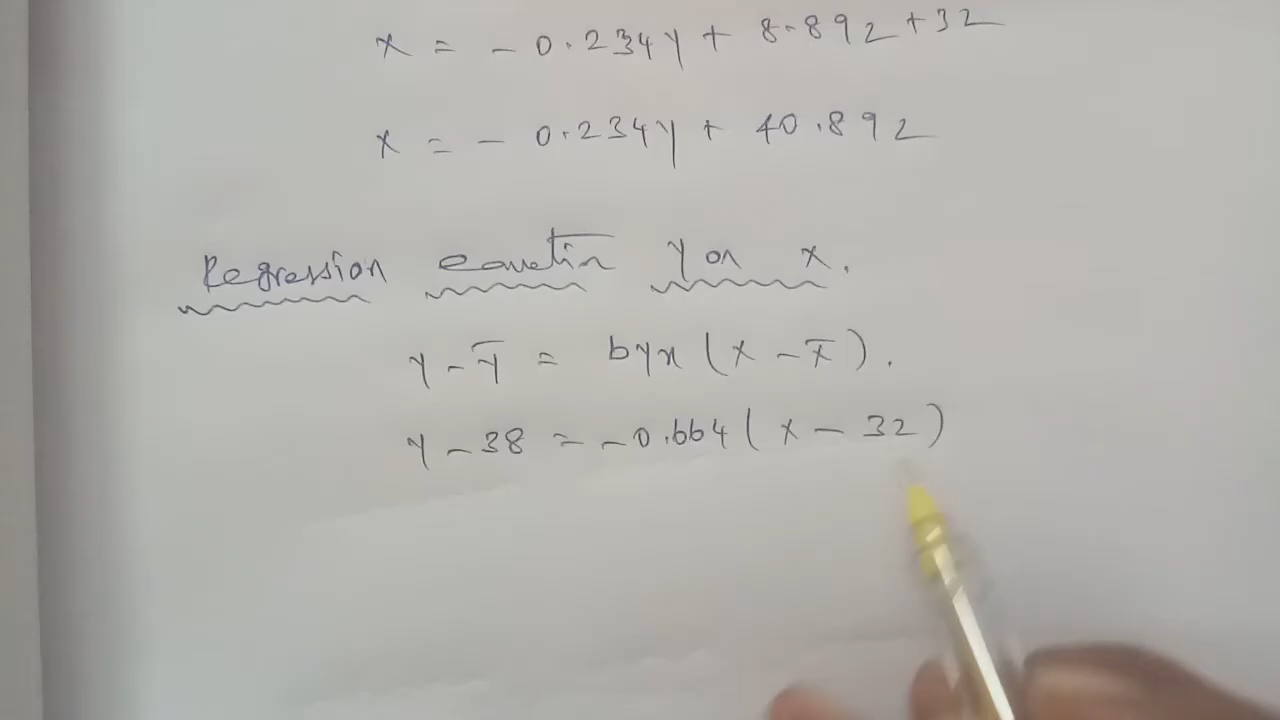 x = - 0.234y + 8.892 + 32
x = - 0.234y + 40.892
Regression equation y on x.
y - ȳ = byx (x - x̄).
y - 38 = -0.664 (x - 32)